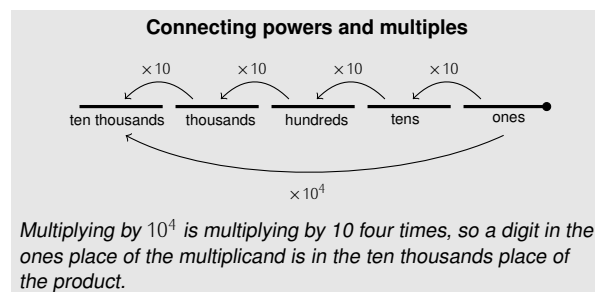 Connecting powers and multiples
×10 ×10 ×10 ×10
ten thousands thousands hundreds tens ones
×10⁴
Multiplying by 10⁴ is multiplying by 10 four times, so a digit in the
ones place of the multiplicand is in the ten thousands place of
the product.